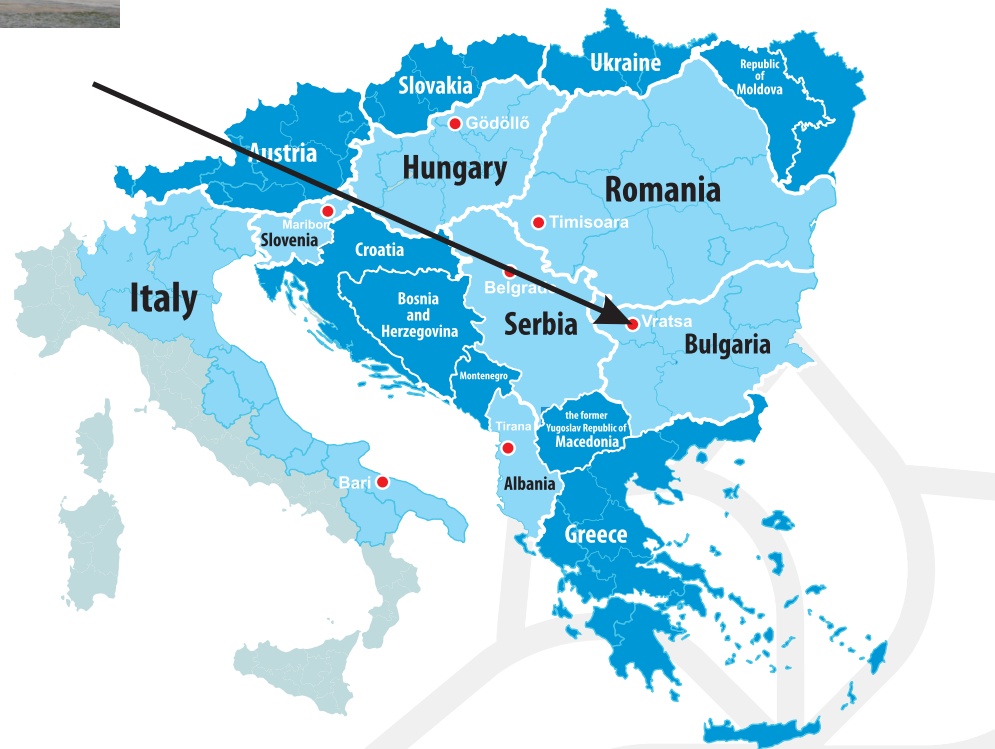 Ukraine
Republic
of
Moldova
Slovakia
Gödöllő
Austria
Hungary
Romania
Maribor
Timisoara
Slovenia
Croatia
Belgrade
Italy
Bosnia
and
Herzegovina
Serbia
Vratsa
Bulgaria
Montenegro
the former
Yugoslav Republic of
Macedonia
Tirana
Bari
Albania
Greece